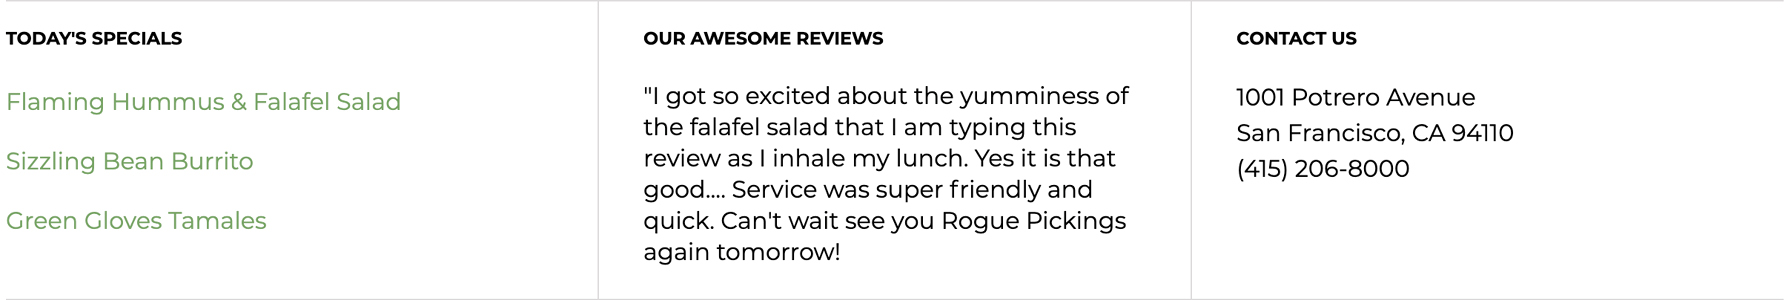 TODAY'S SPECIALS
Flaming Hummus & Falafel Salad
Sizzling Bean Burrito
Green Gloves Tamales
OUR AWESOME REVIEWS
"I got so excited about the yumminess of
the falafel salad that I am typing this
review as I inhale my lunch. Yes it is that
good.... Service was super friendly and
quick. Can't wait see you Rogue Pickings
again tomorrow!
CONTACT US
1001 Potrero Avenue
San Francisco, CA 94110
(415) 206-8000